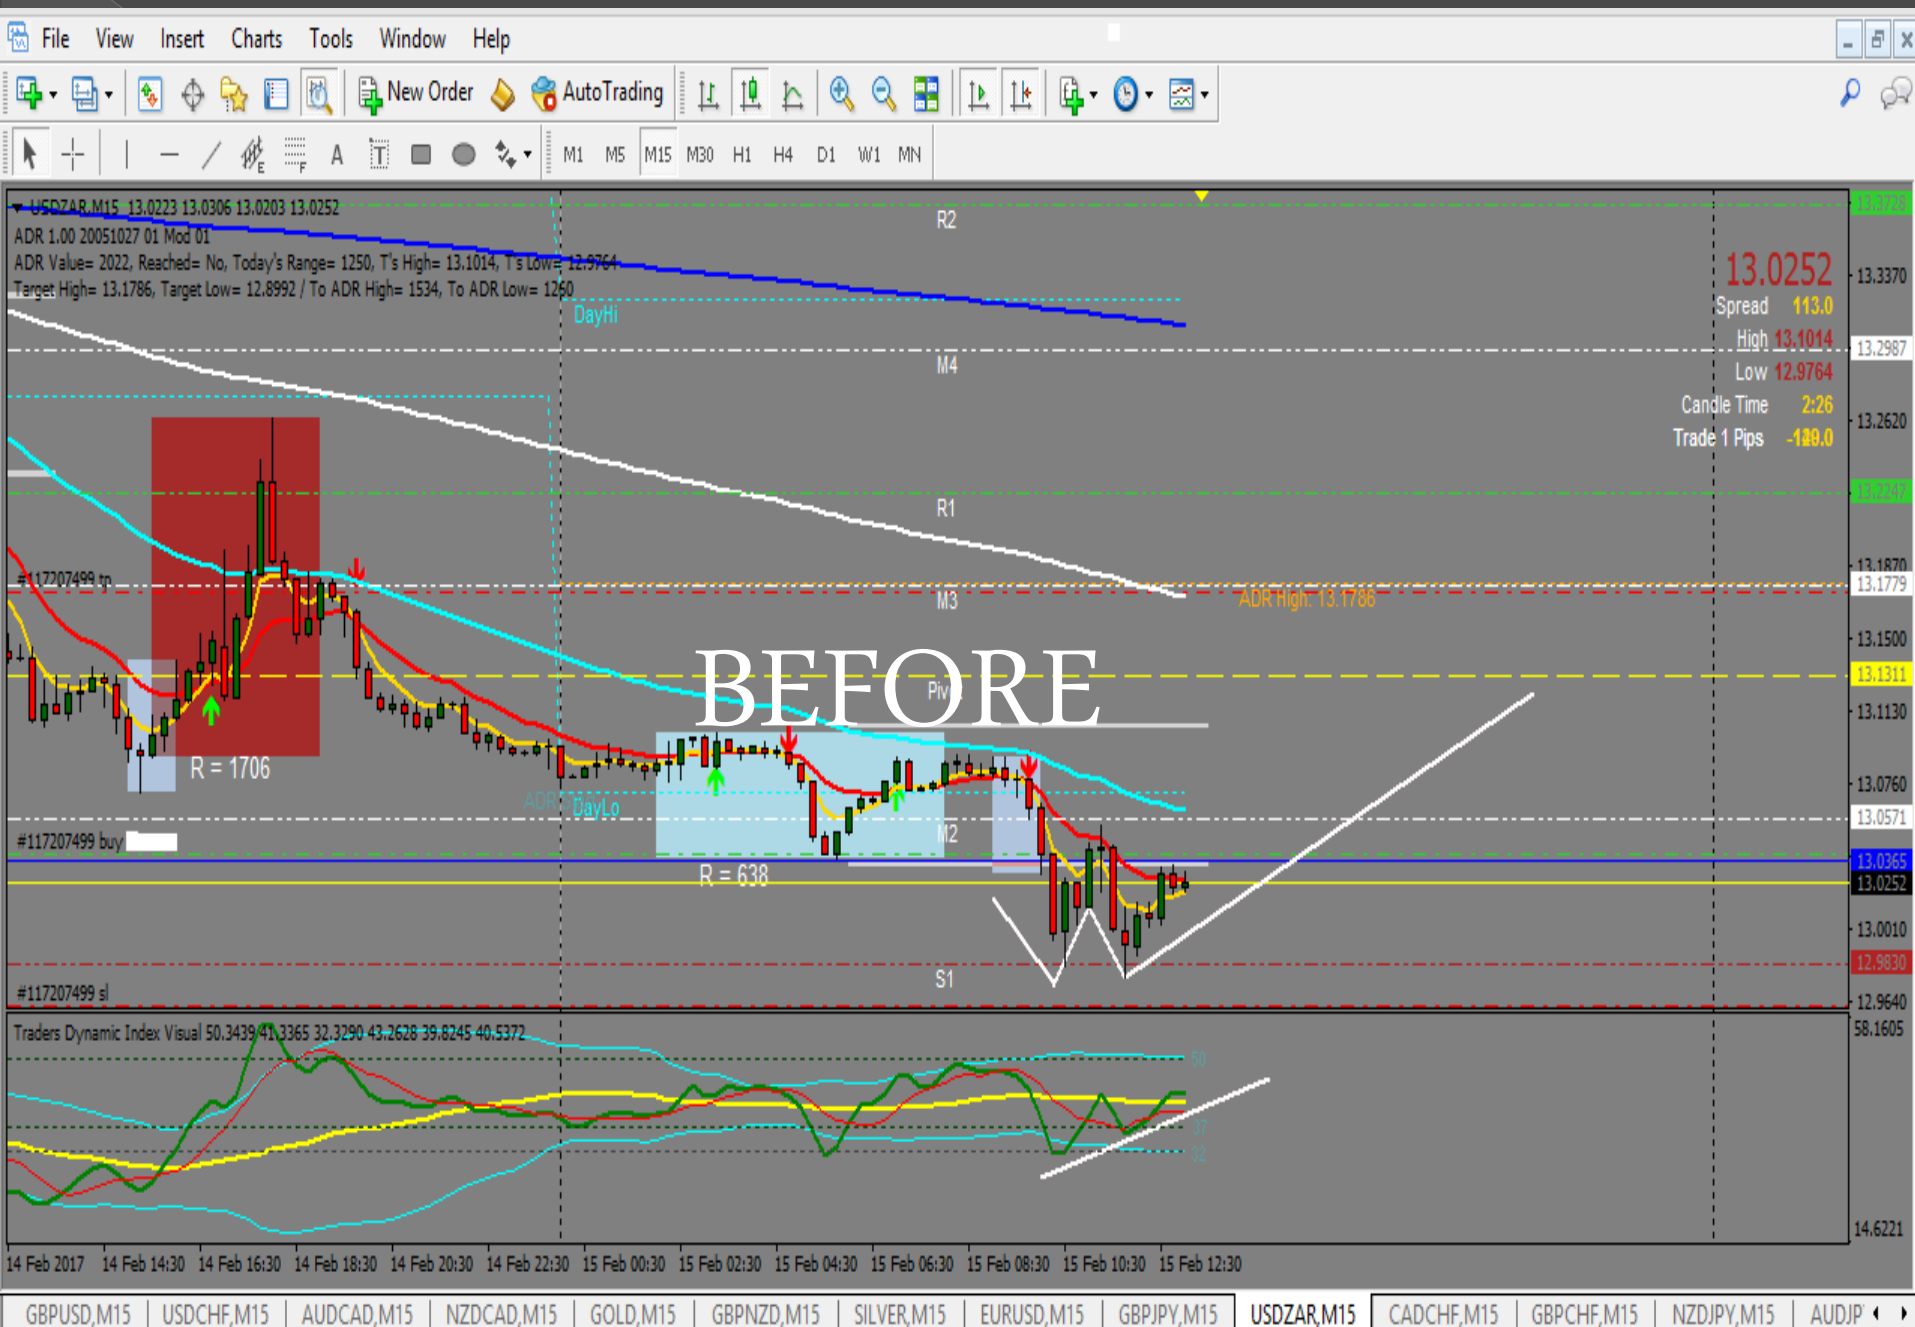 File View Insert Charts Tools Window Help
New Order AutoTrading
E F A T M1 M5 M15 M30 H1 H4 D1 W1 MN
USDZAR,M15 13.0223 13.0306 13.0203 13.0252
ADR 1.00 20051027 01 Mod 01
ADR Value= 2022, Reached= No, Today's Range= 1250, T's High= 13.1014, T's Low= 12.9764
Target High= 13.1786, Target Low= 12.8992 / To ADR High= 1534, To ADR Low= 1260
R2
DayHi
M4
R1
#117207499 tp
M3
ADR High: 13.1786
BEFORE
R = 1706
DayLo
M2
#117207499 buy
R = 638
S1
#117207499 sl
13.0252
Spread 113.0
High 13.1014
Low 12.9764
Candle Time 2:26
Trade 1 Pips
13.3728
13.3370
13.2987
13.2620
13.2247
13.1870
13.1779
13.1500
13.1311
13.1130
13.0760
13.0571
13.0365
13.0252
13.0010
12.9830
12.9640
Traders Dynamic Index Visual 50.3439 41.3365 32.3290 43.2628 39.8245 40.5372
58.1605
50
37
32
14.6221
14 Feb 2017 14 Feb 14:30 14 Feb 16:30 14 Feb 18:30 14 Feb 20:30 14 Feb 22:30 15 Feb 00:30 15 Feb 02:30 15 Feb 04:30 15 Feb 06:30 15 Feb 08:30 15 Feb 10:30 15 Feb 12:30
GBPUSD,M15 USDCHF,M15 AUDCAD,M15 NZDCAD,M15 GOLD,M15 GBPNZD,M15 SILVER,M15 EURUSD,M15 GBPJPY,M15 USDZAR,M15 CADCHF,M15 GBPCHF,M15 NZDJPY,M15 AUDJP